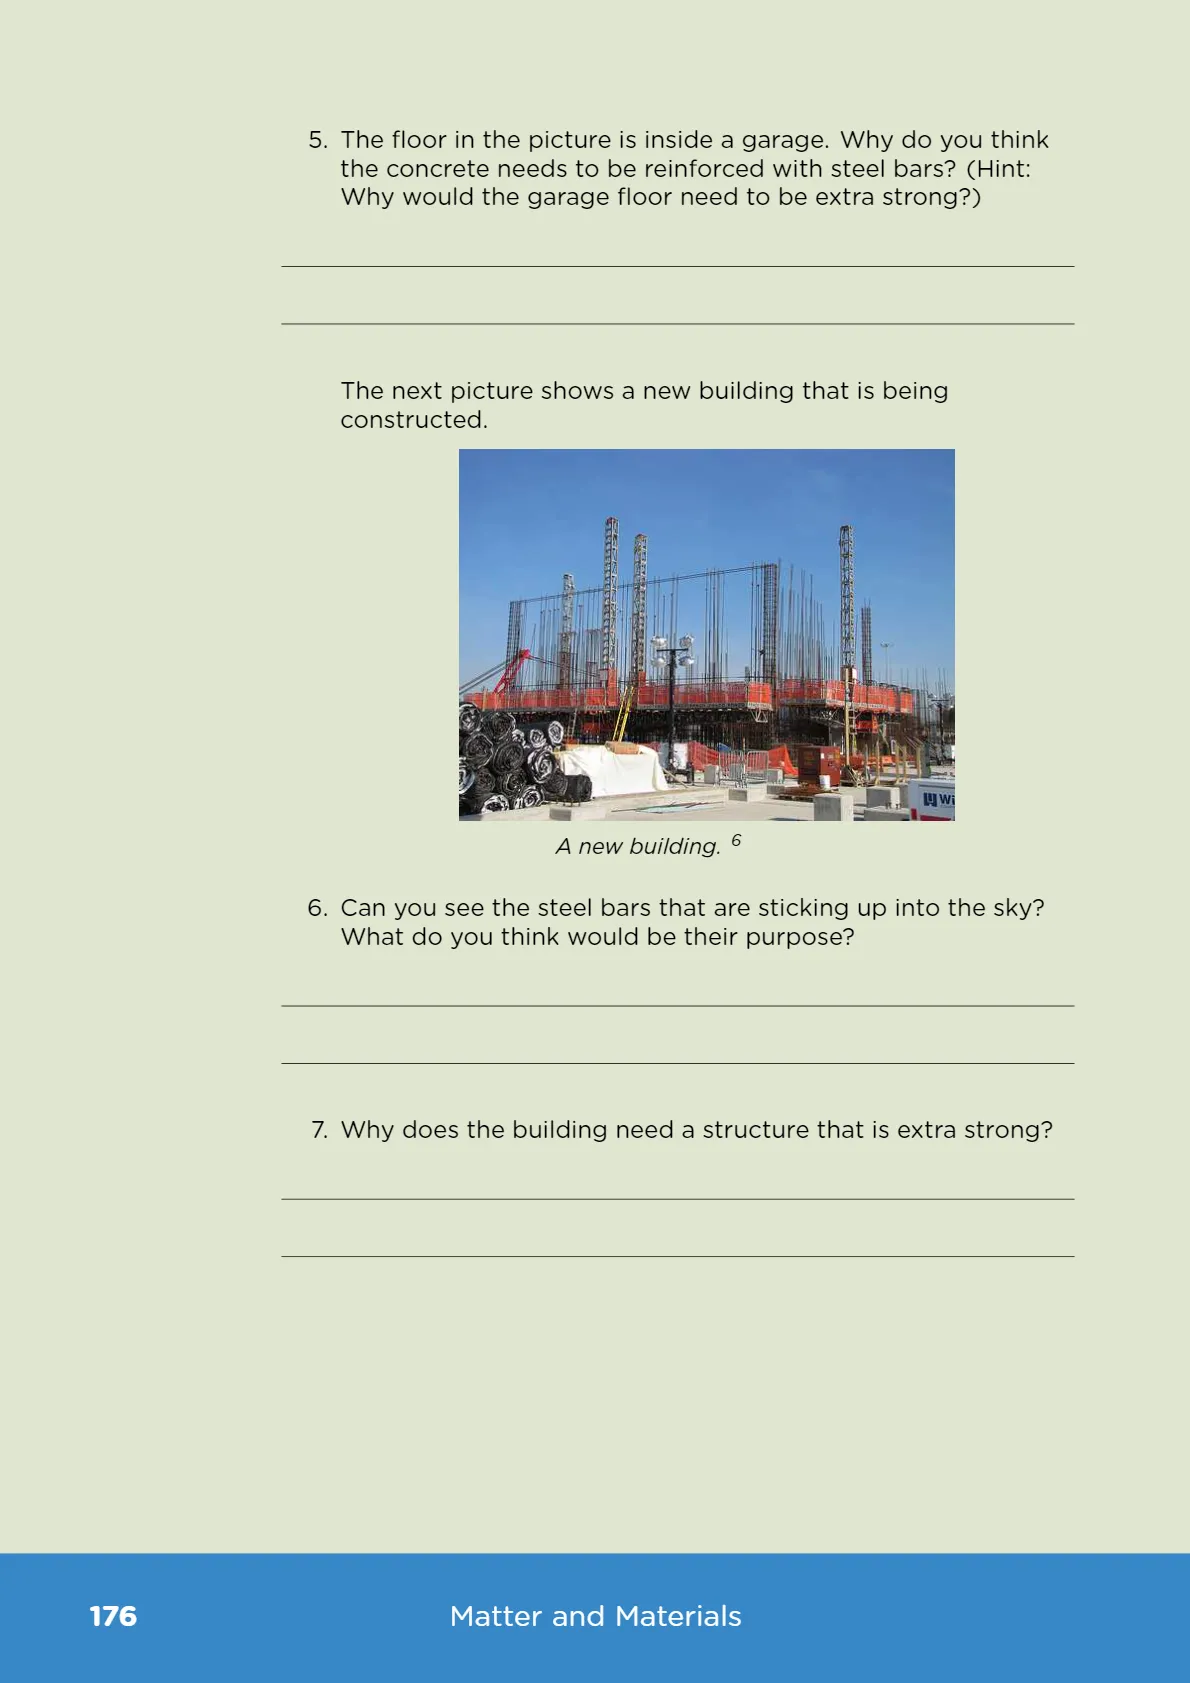 5. The floor in the picture is inside a garage. Why do you think
the concrete needs to be reinforced with steel bars? (Hint:
Why would the garage floor need to be extra strong?)
The next picture shows a new building that is being
constructed.
A new building. 6
6. Can you see the steel bars that are sticking up into the sky?
What do you think would be their purpose?
7. Why does the building need a structure that is extra strong?
176 Matter and Materials